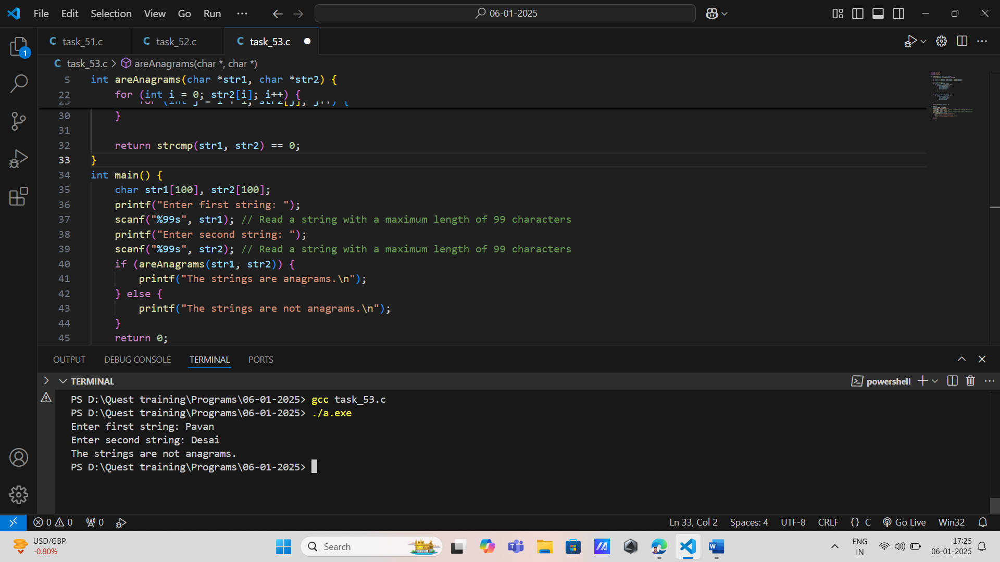 File Edit Selection View Go Run ··· 06-01-2025
task_51.c task_52.c task_53.c
1
task_53.c > areAnagrams(char *, char *)
5 int areAnagrams(char *str1, char *str2) {
22 for (int i = 0; str2[i]; i++) {
23 for (int j = i + 1; str2[j]; j++) {
30 }
31
32 return strcmp(str1, str2) == 0;
33 }
34 int main() {
35 char str1[100], str2[100];
36 printf("Enter first string: ");
37 scanf("%99s", str1); // Read a string with a maximum length of 99 characters
38 printf("Enter second string: ");
39 scanf("%99s", str2); // Read a string with a maximum length of 99 characters
40 if (areAnagrams(str1, str2)) {
41 printf("The strings are anagrams.\n");
42 } else {
43 printf("The strings are not anagrams.\n");
44 }
45 return 0;
OUTPUT DEBUG CONSOLE TERMINAL PORTS
TERMINAL powershell
PS D:\Quest training\Programs\06-01-2025> gcc task_53.c
PS D:\Quest training\Programs\06-01-2025> ./a.exe
Enter first string: Pavan
Enter second string: Desai
The strings are not anagrams.
PS D:\Quest training\Programs\06-01-2025>
0 0 0 Ln 33, Col 2 Spaces: 4 UTF-8 CRLF {} C Go Live Win32
USD/GBP
-0.90%
Search
ENG
IN
17:25
06-01-2025